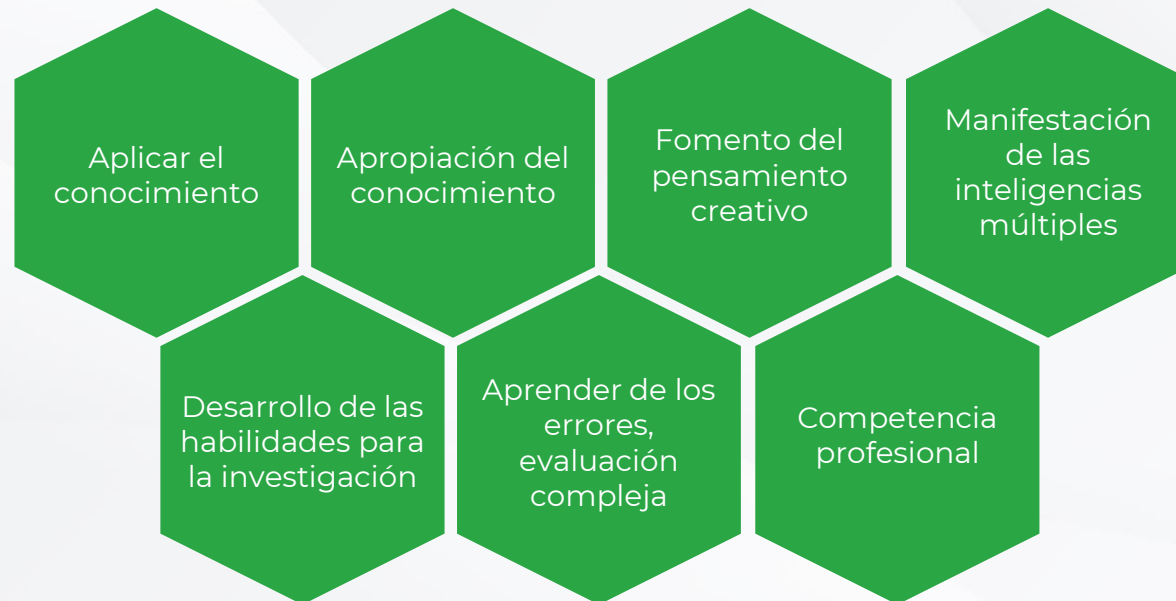 Aplicar el
conocimiento
Apropiación del
conocimiento
Fomento del
pensamiento
creativo
Manifestación
de las
inteligencias
múltiples
Desarrollo de las
habilidades para
la investigación
Aprender de los
errores,
evaluación
compleja
Competencia
profesional